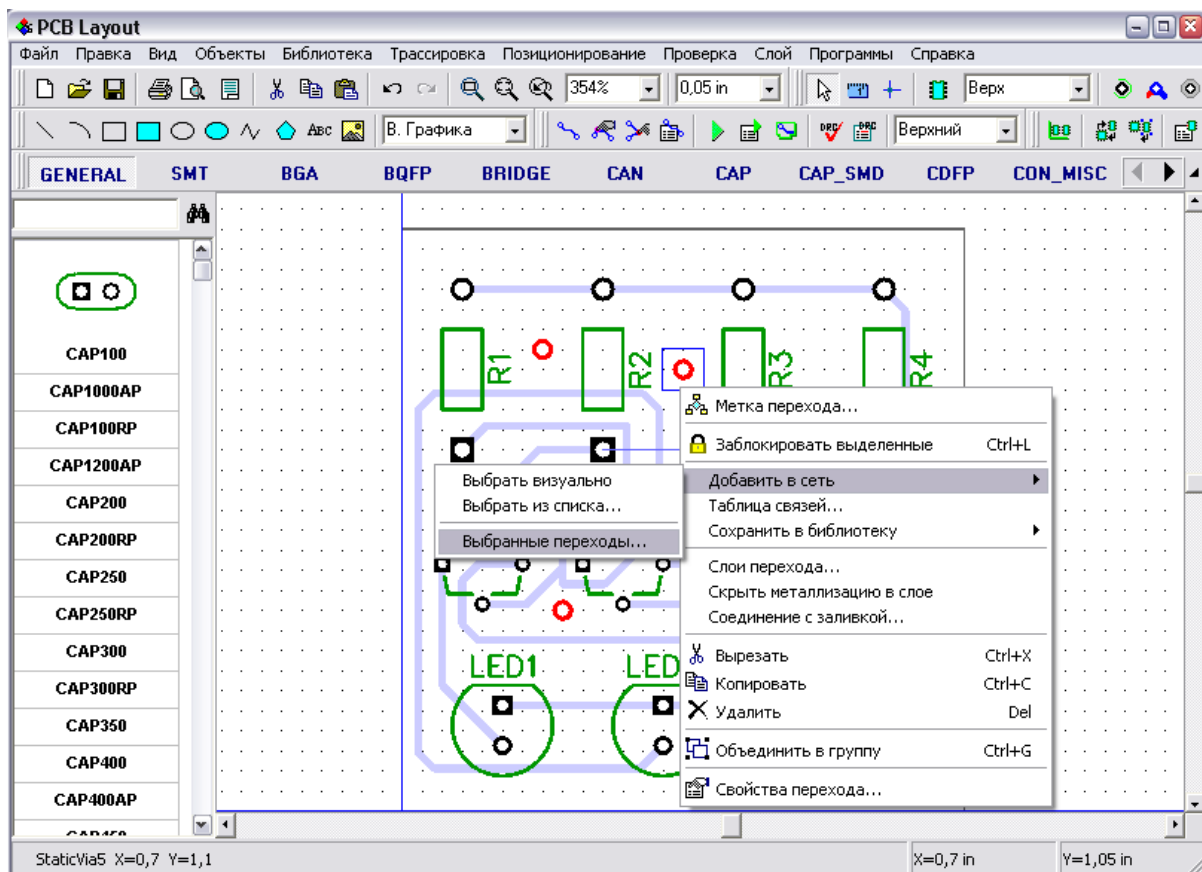 PCB Layout
Файл Правка Вид Объекты Библиотека Трассировка Позиционирование Проверка Слой Программы Справка
354% 0,05 in Верх
ABC В. Графика DRC DRC Верхний
GENERAL SMT BGA BQFP BRIDGE CAN CAP CAP_SMD CDFP CON_MISC
CAP100
CAP1000AP
CAP100RP
CAP1200AP
CAP200
CAP200RP
CAP250
CAP250RP
CAP300
CAP300RP
CAP350
CAP400
CAP400AP
R1
R2
R3
R4
LED1
LED
Метка перехода...
Заблокировать выделенные Ctrl+L
Добавить в сеть
Таблица связей...
Сохранить в библиотеку
Слои перехода...
Скрыть металлизацию в слое
Соединение с заливкой...
Вырезать Ctrl+X
Копировать Ctrl+C
Удалить Del
Объединить в группу Ctrl+G
Свойства перехода...
Выбрать визуально
Выбрать из списка...
Выбранные переходы...
StaticVia5 X=0,7 Y=1,1 X=0,7 in Y=1,05 in